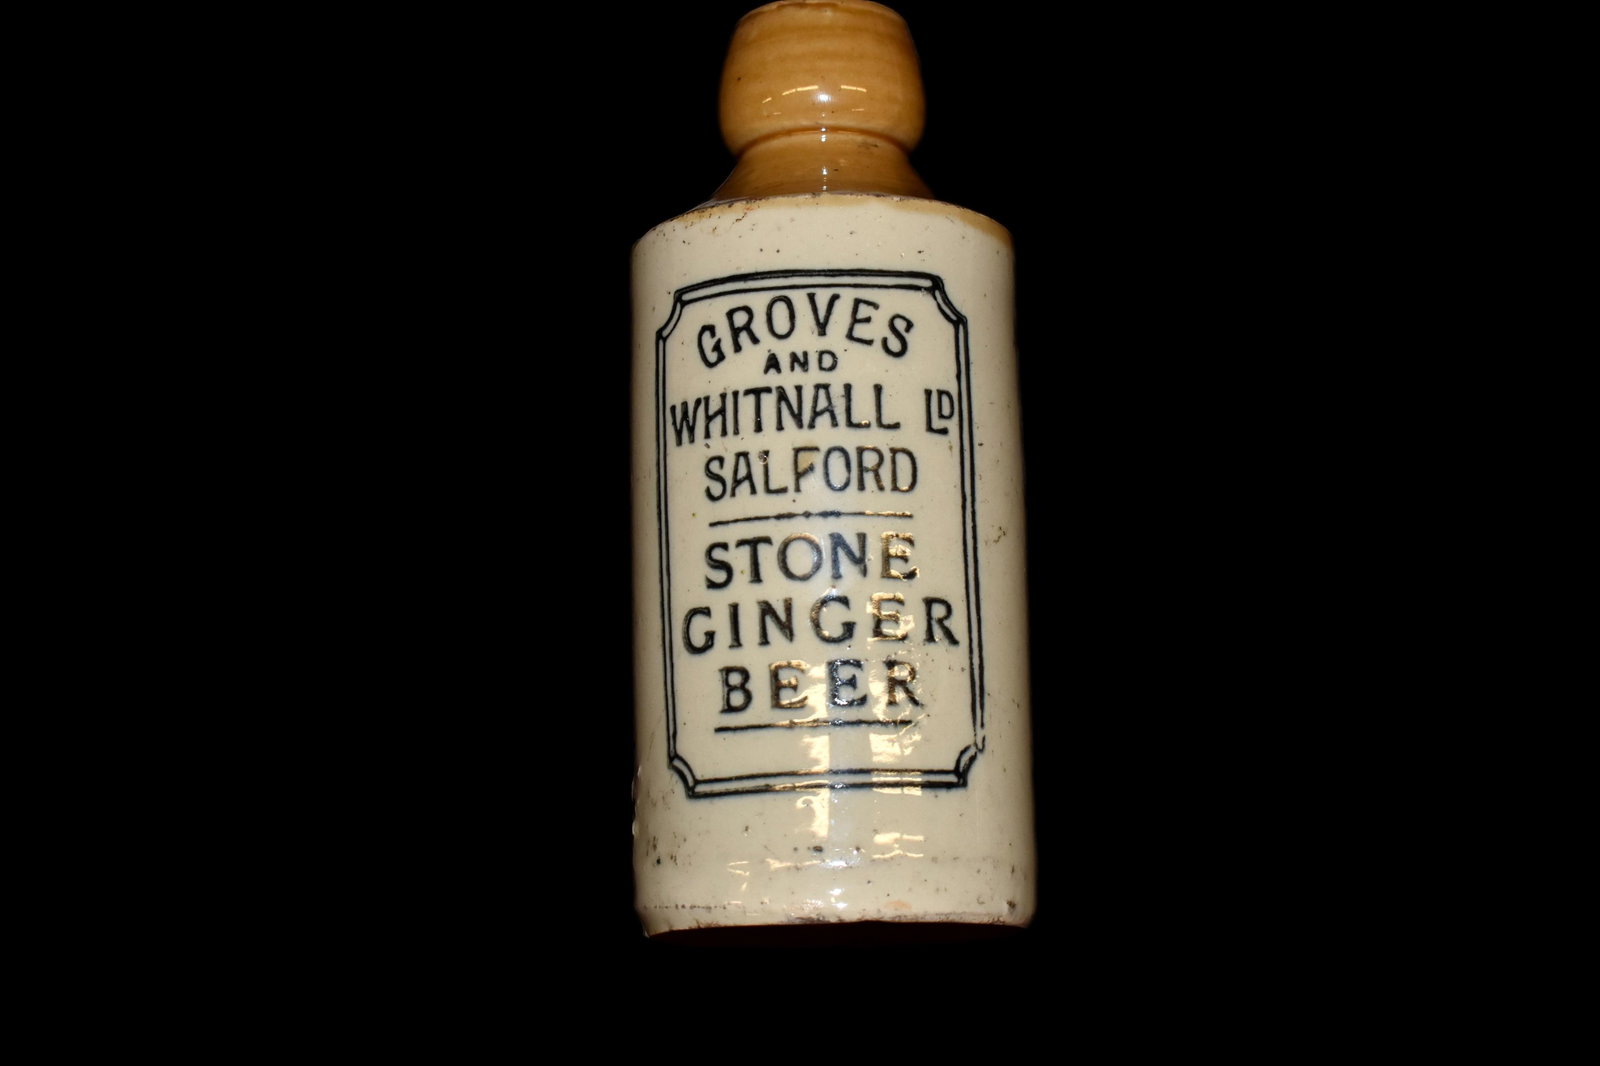 GROVES
AND
WHITNALL LD
SALFORD
STONE
GINGER
BEER